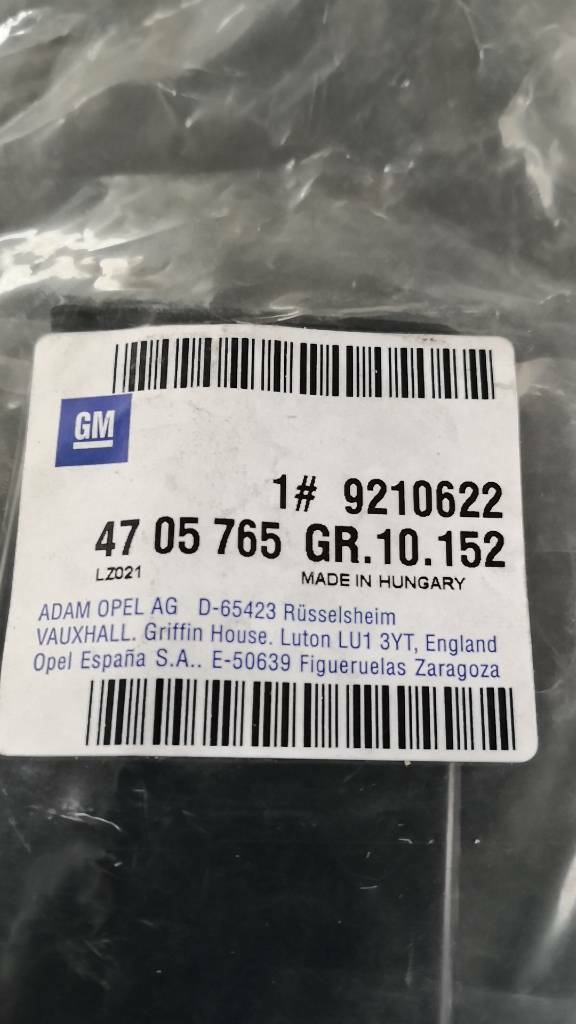 GM
1# 9210622
47 05 765 GR.10.152
LZ021 MADE IN HUNGARY
ADAM OPEL AG D-65423 Rüsselsheim
VAUXHALL. Griffin House. Luton LU1 3YT, England
Opel España S.A.. E-50639 Figueruelas Zaragoza